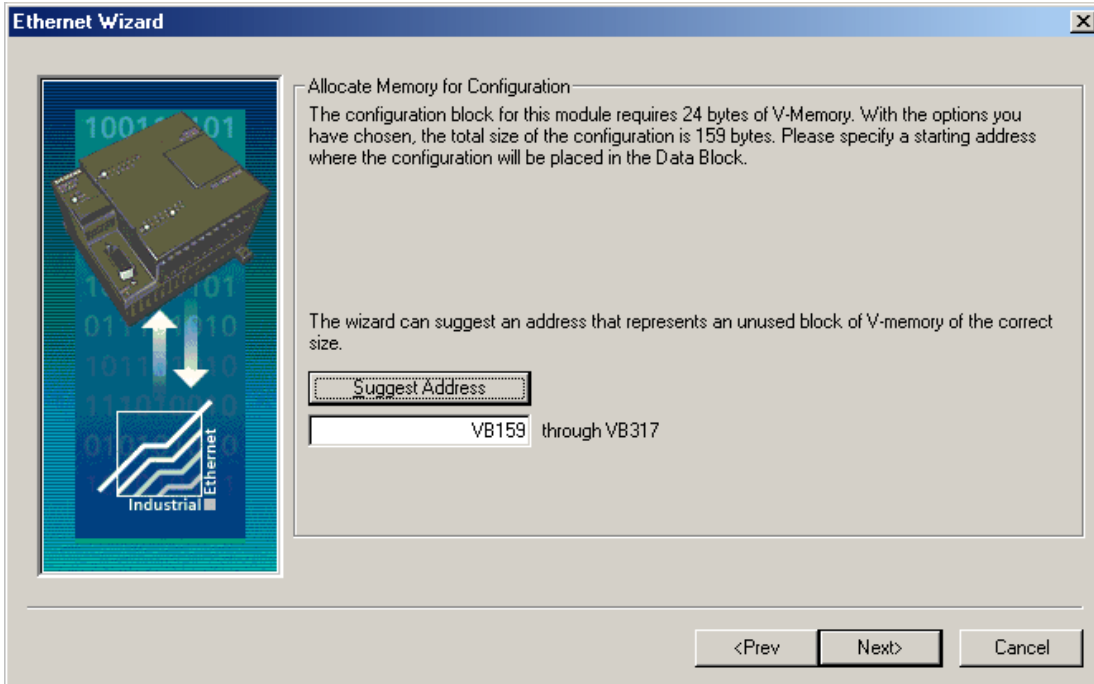 Ethernet Wizard
Allocate Memory for Configuration
The configuration block for this module requires 24 bytes of V-Memory. With the options you
have chosen, the total size of the configuration is 159 bytes. Please specify a starting address
where the configuration will be placed in the Data Block.
The wizard can suggest an address that represents an unused block of V-memory of the correct
size.
Suggest Address
VB159 through VB317
Industrial
Ethernet
<Prev
Next>
Cancel